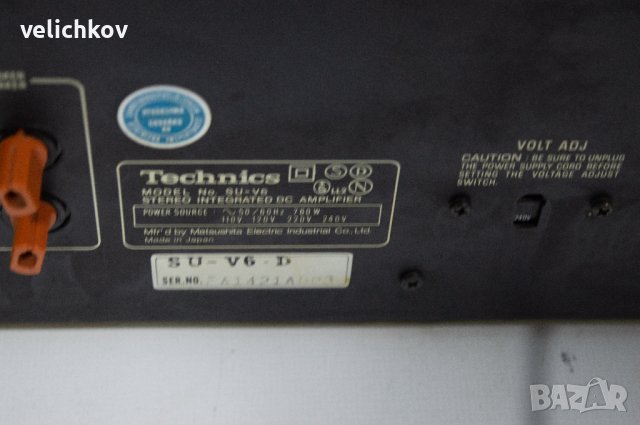 velichkov
Technics
MODEL No. SU-V6
STEREO INTEGRATED DC AMPLIFIER
POWER SOURCE : ∿50/60Hz 760W
110V 120V 220V 240V
Mfr'd by Matsushita Electric Industrial Co., Ltd
Made in Japan
SU-V6-D
SER.NO.
VOLT ADJ
CAUTION : BE SURE TO UNPLUG
THE POWER SUPPLY CORD BEFORE
SETTING THE VOLTAGE ADJUST
SWITCH.
BAZAR